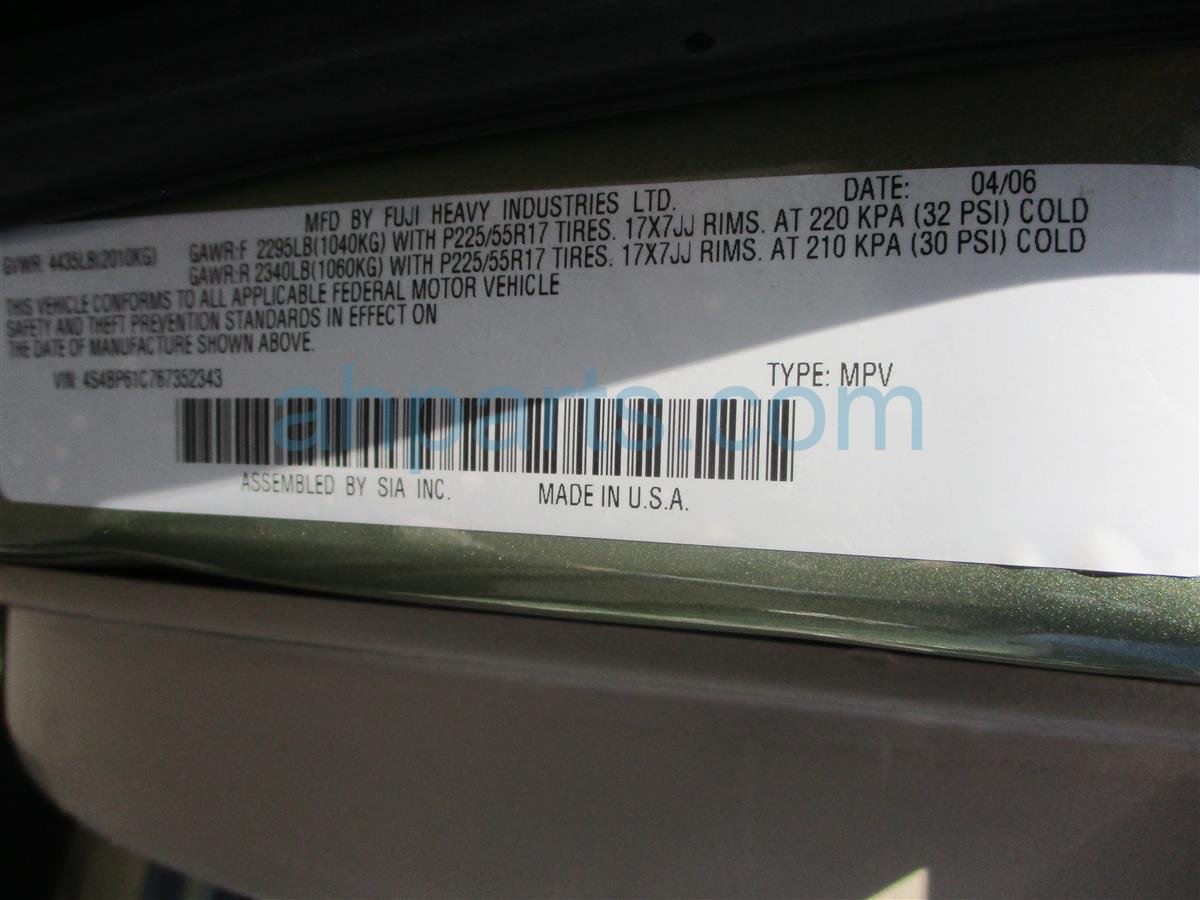 MFD BY FUJI HEAVY INDUSTRIES LTD. DATE: 04/06
GVWR: 4435LB(2010KG) GAWR:F 2295LB(1040KG) WITH P225/55R17 TIRES. 17X7JJ RIMS. AT 220 KPA (32 PSI) COLD
GAWR:R 2340LB(1060KG) WITH P225/55R17 TIRES. 17X7JJ RIMS. AT 210 KPA (30 PSI) COLD
THIS VEHICLE CONFORMS TO ALL APPLICABLE FEDERAL MOTOR VEHICLE
SAFETY AND THEFT PREVENTION STANDARDS IN EFFECT ON
THE DATE OF MANUFACTURE SHOWN ABOVE.
VIN: 4S4BP61C767352343 TYPE: MPV
ahparts.com
ASSEMBLED BY SIA INC. MADE IN U.S.A.